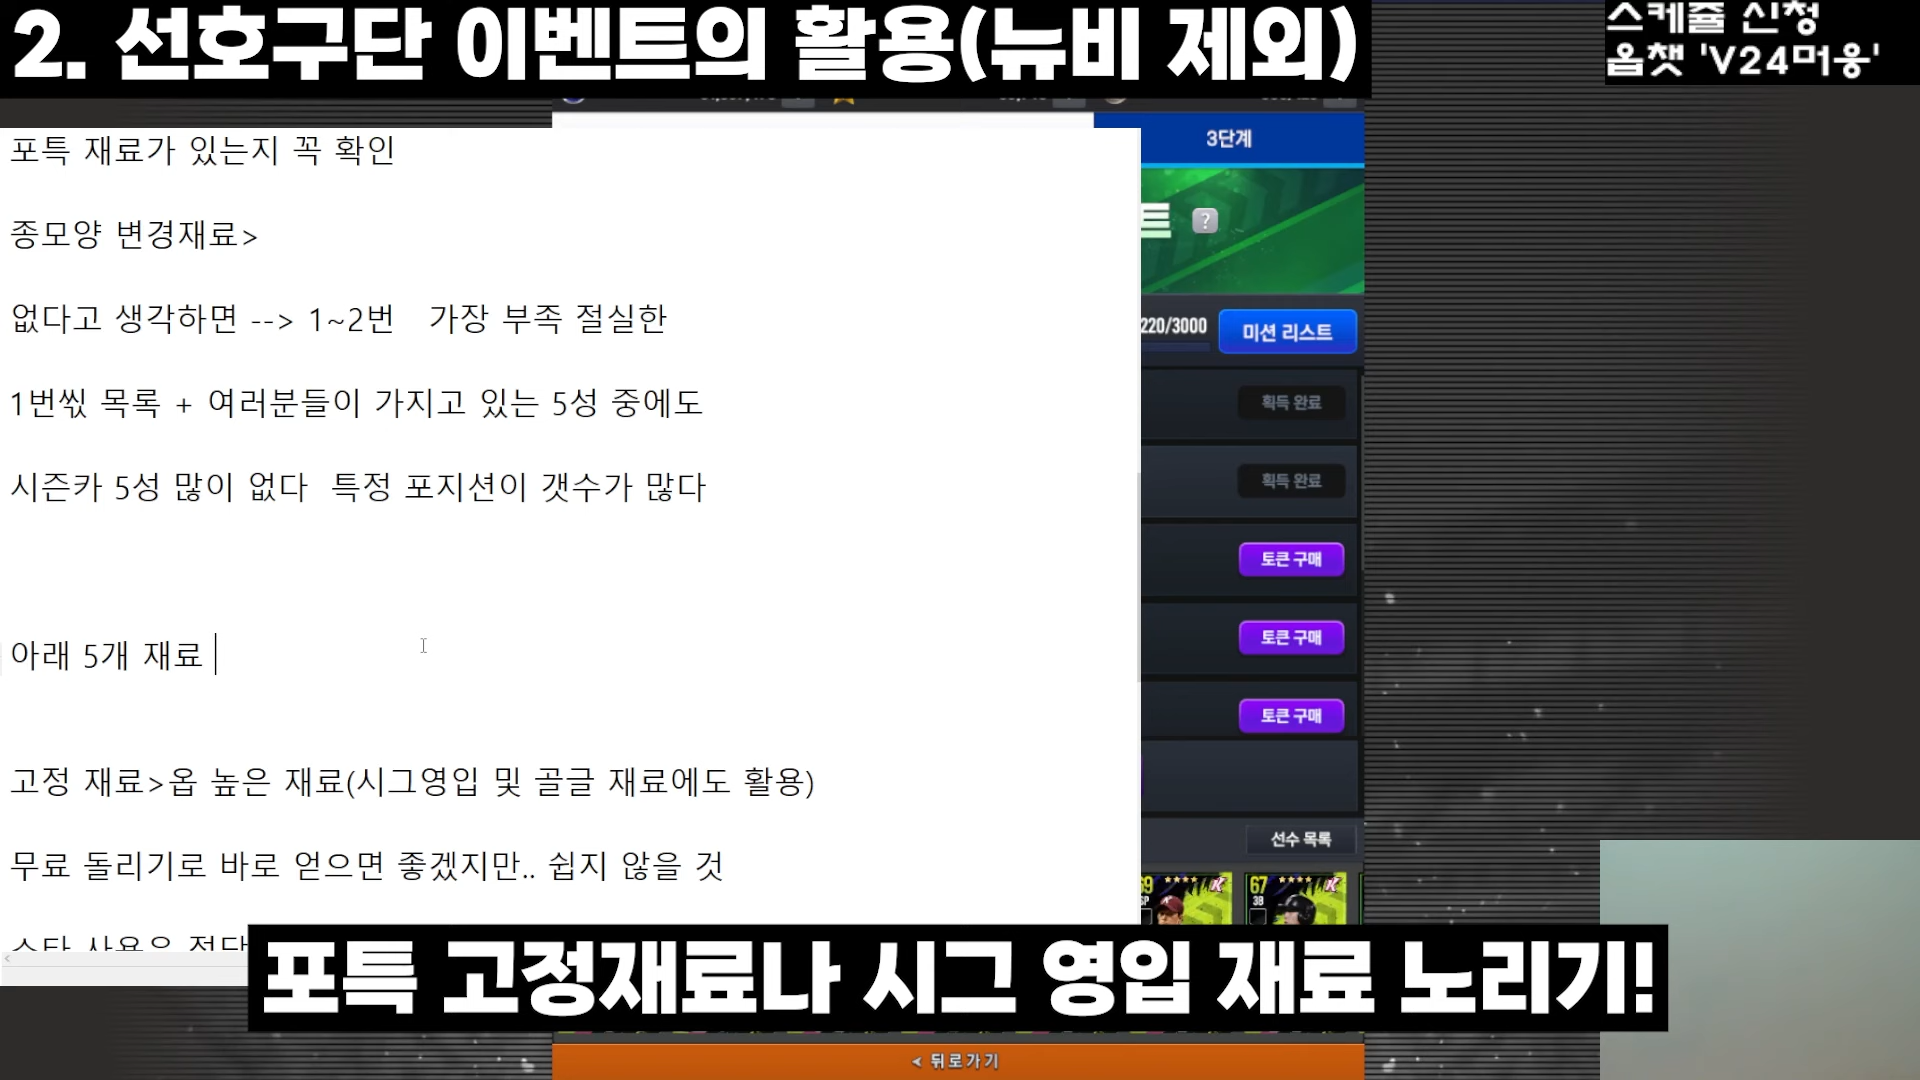 2. 선호구단 이벤트의 활용(뉴비 제외)
스케쥴 신청
옵챗 'V24머옹'
포특 재료가 있는지 꼭 확인
종모양 변경재료>
없다고 생각하면 --> 1~2번 가장 부족 절실한
1번씫 목록 + 여러분들이 가지고 있는 5성 중에도
시즌카 5성 많이 없다 특정 포지션이 갯수가 많다
아래 5개 재료
고정 재료>옵 높은 재료(시그영입 및 골글 재료에도 활용)
무료 돌리기로 바로 얻으면 좋겠지만.. 쉽지 않을 것
3단계
트 ?
220/3000
미션 리스트
획득 완료
획득 완료
토큰 구매
토큰 구매
토큰 구매
선수 목록
67
3B
포특 고정재료나 시그 영입 재료 노리기!
< 뒤로가기